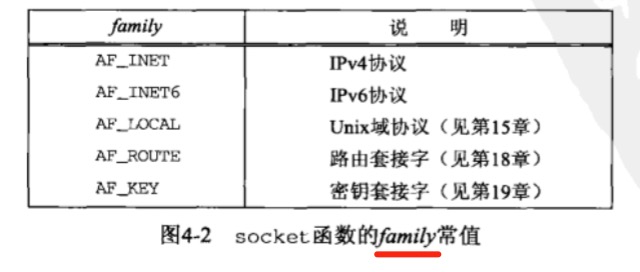 family 说 明
AF_INET IPv4协议
AF_INET6 IPv6协议
AF_LOCAL Unix域协议（见第15章）
AF_ROUTE 路由套接字（见第18章）
AF_KEY 密钥套接字（见第19章）
图4-2 socket函数的family常值